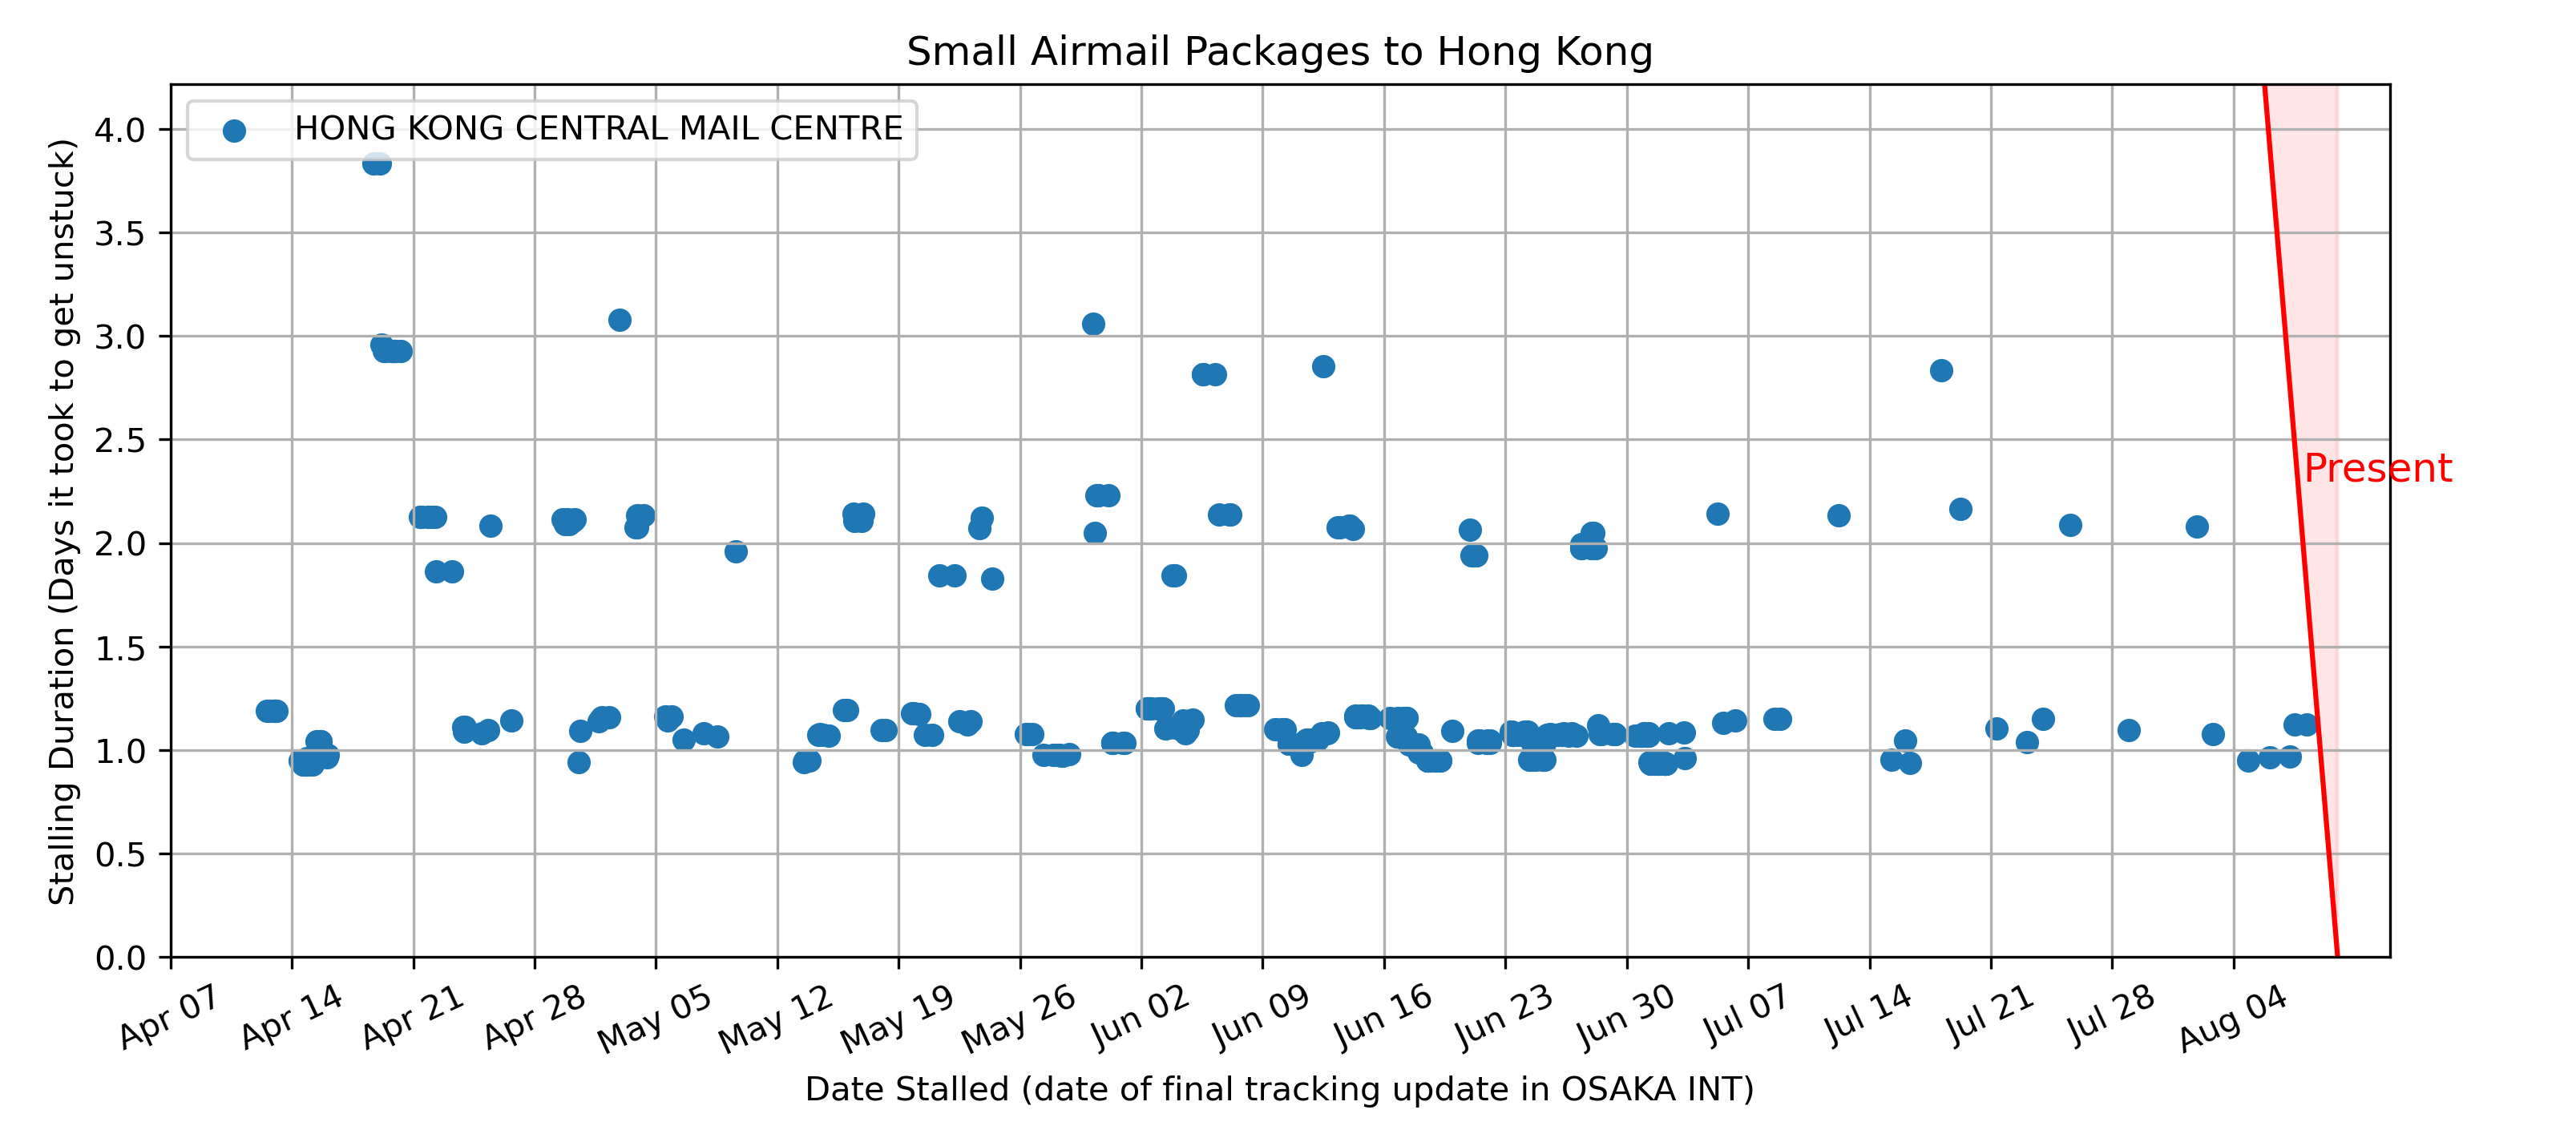 Small Airmail Packages to Hong Kong
HONG KONG CENTRAL MAIL CENTRE
Stalling Duration (Days it took to get unstuck)
4.0
3.5
3.0
2.5
2.0
1.5
1.0
0.5
0.0
Present
Apr 07
Apr 14
Apr 21
Apr 28
May 05
May 12
May 19
May 26
Jun 02
Jun 09
Jun 16
Jun 23
Jun 30
Jul 07
Jul 14
Jul 21
Jul 28
Aug 04
Date Stalled (date of final tracking update in OSAKA INT)